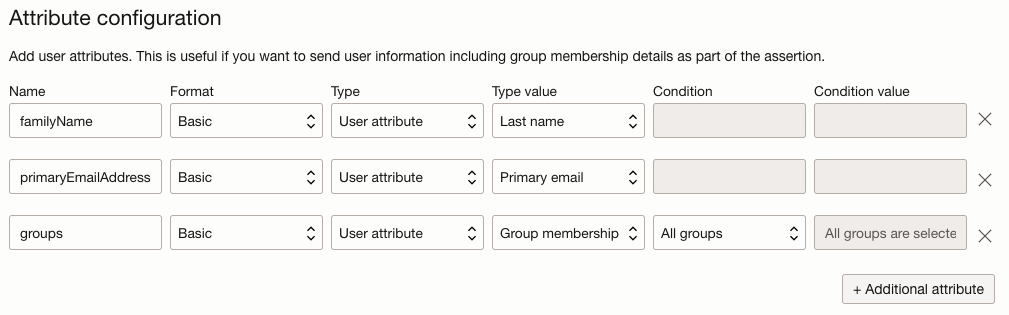 Attribute configuration
Add user attributes. This is useful if you want to send user information including group membership details as part of the assertion.
Name Format Type Type value Condition Condition value
familyName Basic User attribute Last name
primaryEmailAddress Basic User attribute Primary email
groups Basic User attribute Group membership All groups All groups are selecte
+ Additional attribute